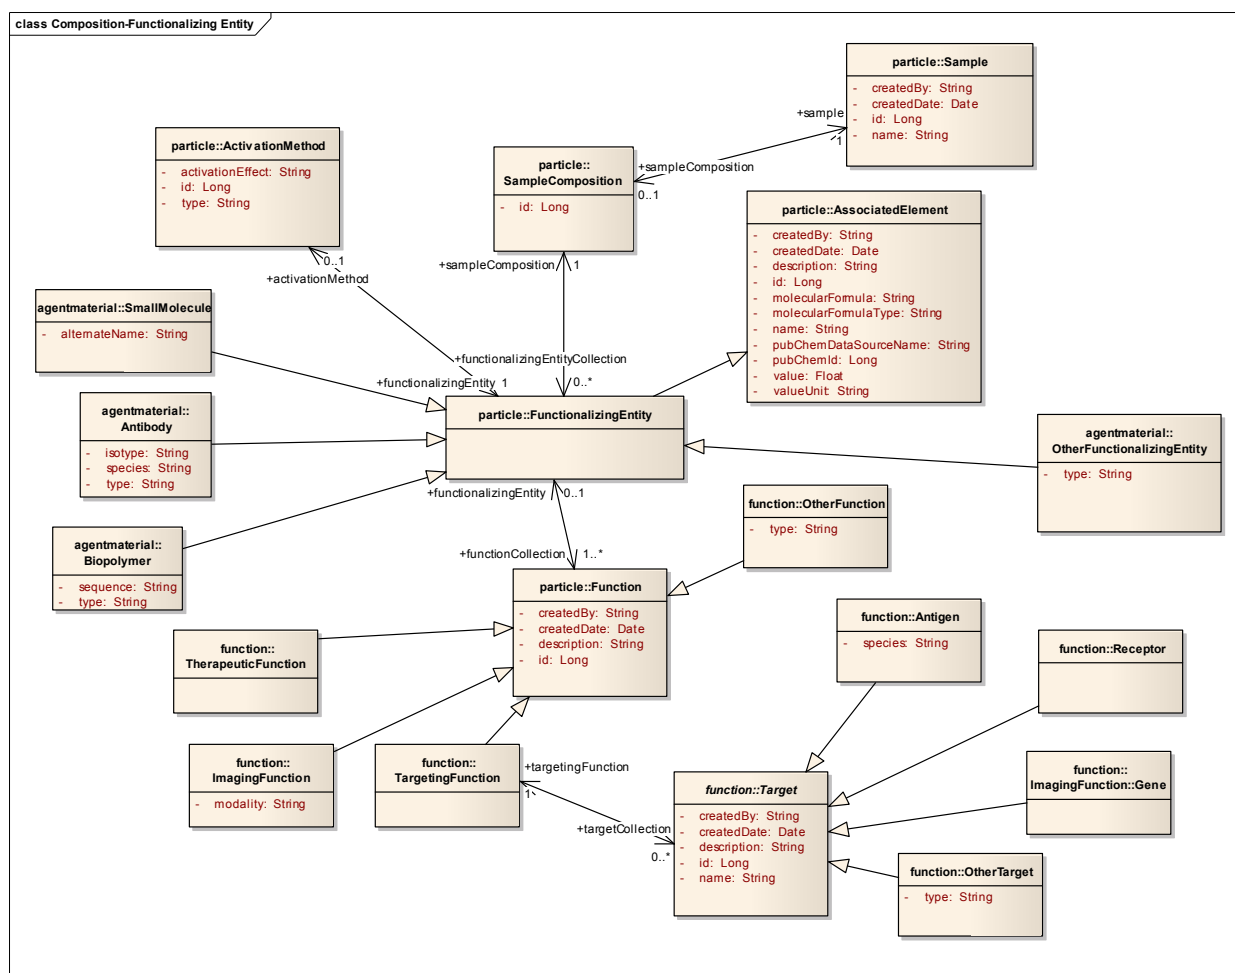 class Composition-Functionalizing Entity
particle::Sample
- createdBy: String
- createdDate: Date
- id: Long
- name: String
+sample
1
+sampleComposition
0..1
particle::ActivationMethod
- activationEffect: String
- id: Long
- type: String
particle::
SampleComposition
- id: Long
particle::AssociatedElement
- createdBy: String
- createdDate: Date
- description: String
- id: Long
- molecularFormula: String
- molecularFormulaType: String
- name: String
- pubChemDataSourceName: String
- pubChemId: Long
- value: Float
- valueUnit: String
0..1
+activationMethod
+sampleComposition
1
agentmaterial::SmallMolecule
- alternateName: String
+functionalizingEntityCollection
0..*
+functionalizingEntity
1
particle::FunctionalizingEntity
agentmaterial::
Antibody
- isotype: String
- species: String
- type: String
agentmaterial::
OtherFunctionalizingEntity
- type: String
+functionalizingEntity
0..1
function::OtherFunction
- type: String
agentmaterial::
Biopolymer
- sequence: String
- type: String
+functionCollection
1..*
particle::Function
- createdBy: String
- createdDate: Date
- description: String
- id: Long
function::Antigen
- species: String
function::
TherapeuticFunction
function::Receptor
function::
ImagingFunction
- modality: String
function::
TargetingFunction
+targetingFunction
1
+targetCollection
0..*
function::Target
- createdBy: String
- createdDate: Date
- description: String
- id: Long
- name: String
function::
ImagingFunction::Gene
function::OtherTarget
- type: String